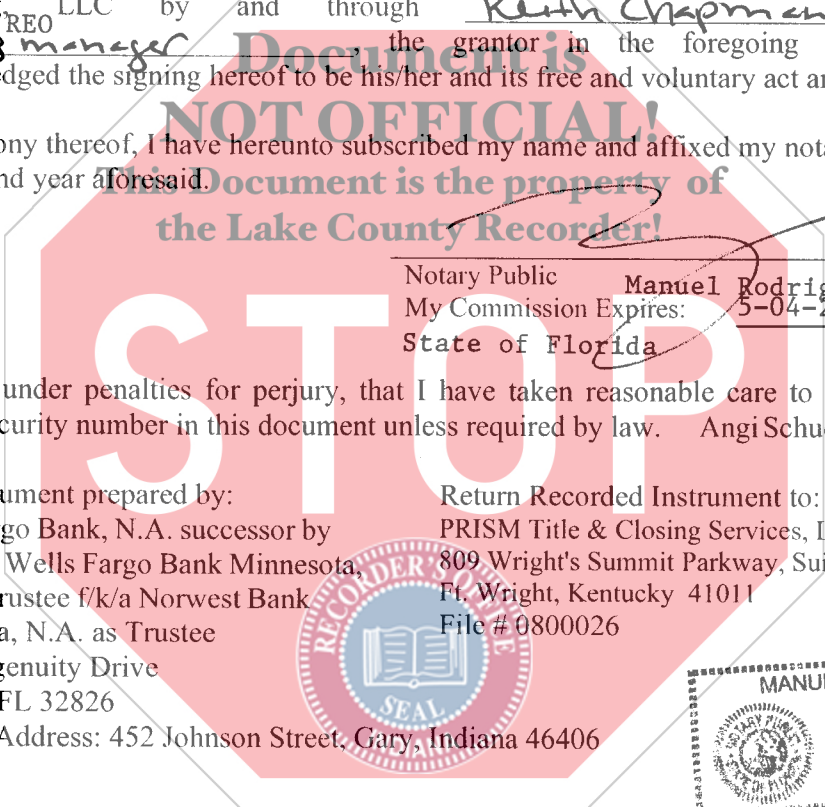 LLC by and through Keith Chapman
REO
manager, the grantor in the foregoing
edged the signing hereof to be his/her and its free and voluntary act an
ony thereof, I have hereunto subscribed my name and affixed my nota
nd year aforesaid.
Document is
NOT OFFICIAL!
This Document is the property of
the Lake County Recorder!
STOP
Notary Public Manuel Rodrig
My Commission Expires: 5-04-2
State of Florida
under penalties for perjury, that I have taken reasonable care to
curity number in this document unless required by law. Angi Schu
ument prepared by:
go Bank, N.A. successor by
Wells Fargo Bank Minnesota,
rustee f/k/a Norwest Bank
a, N.A. as Trustee
genuity Drive
FL 32826
Address: 452 Johnson Street, Gary, Indiana 46406
Return Recorded Instrument to:
PRISM Title & Closing Services, L
809 Wright's Summit Parkway, Sui
Ft. Wright, Kentucky 41011
File # 0800026
RECORDER'S OFFICE
SEAL
MANU